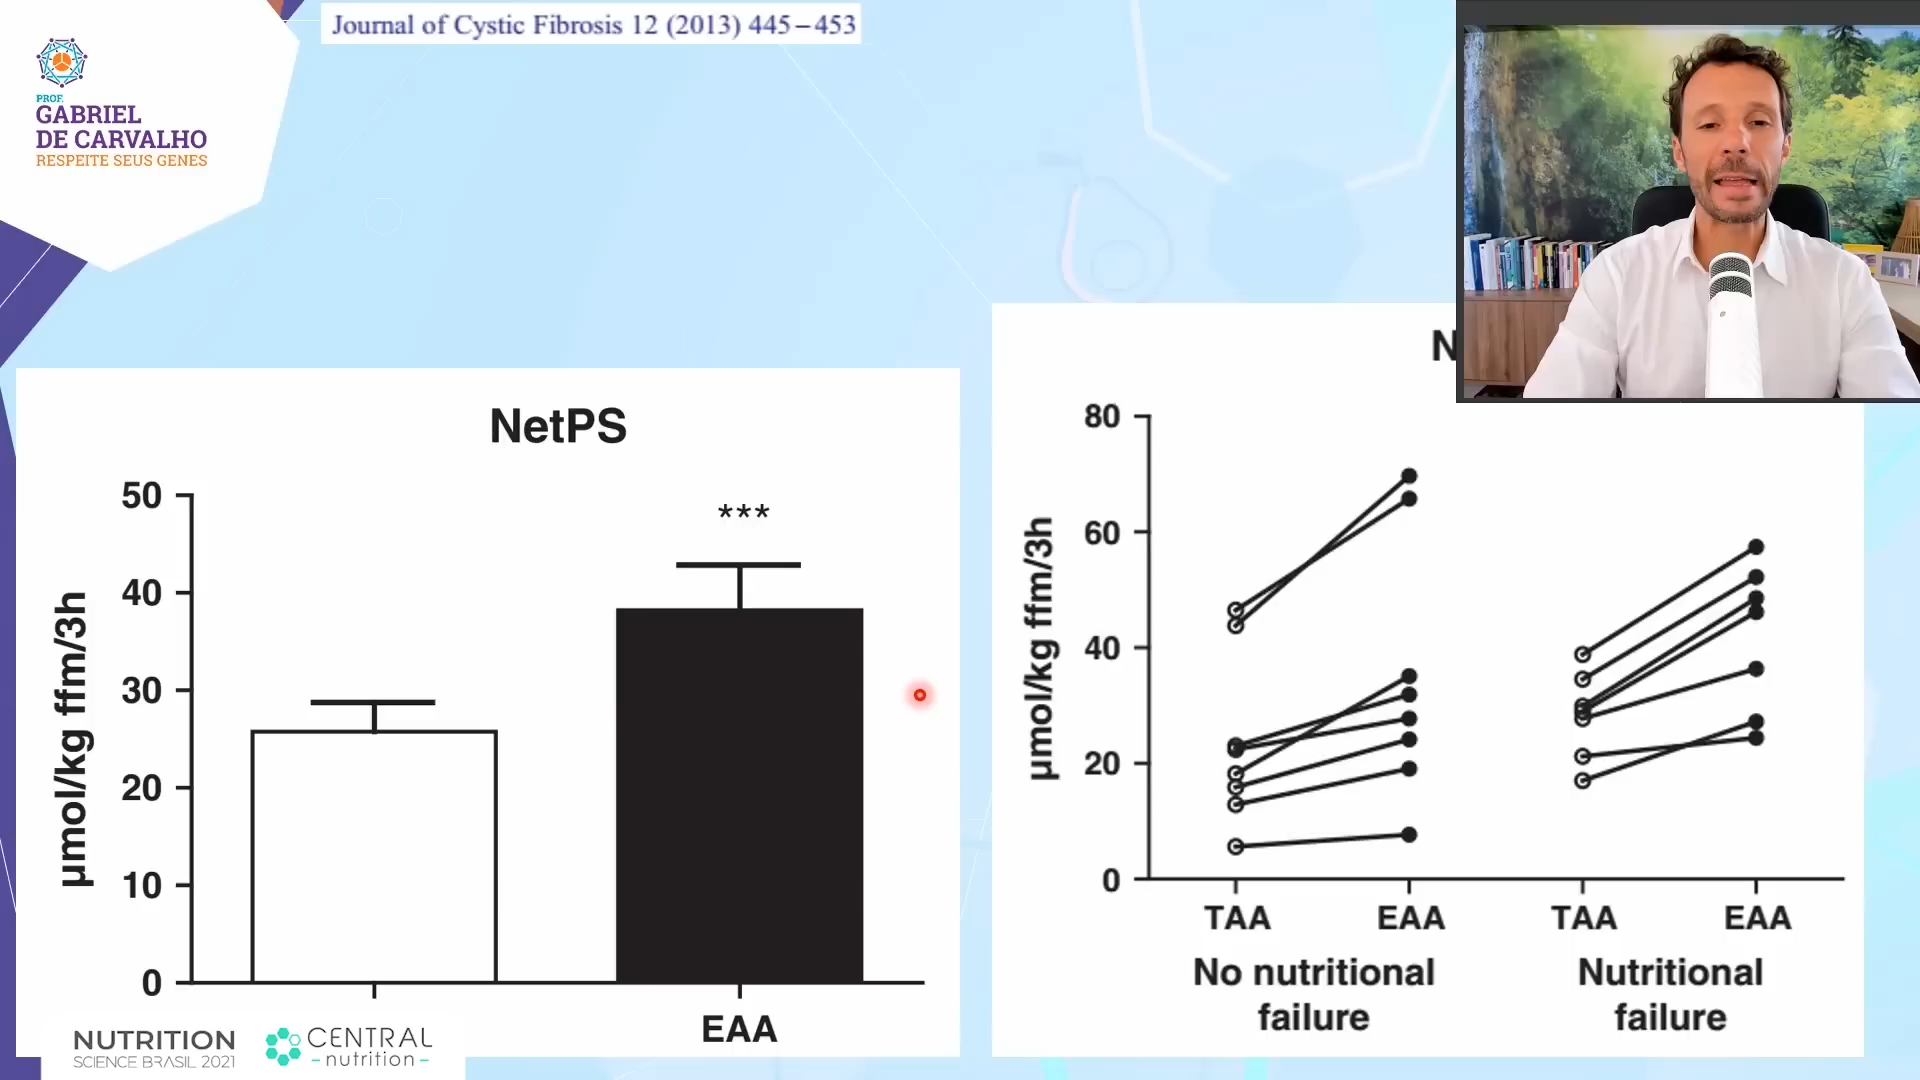 Journal of Cystic Fibrosis 12 (2013) 445–453
PROF.
GABRIEL
DE CARVALHO
RESPEITE SEUS GENES
NetPS
50
40
30
20
10
0
µmol/kg ffm/3h
***
EAA
N
80
60
40
20
0
µmol/kg ffm/3h
TAA EAA TAA EAA
No nutritional failure
Nutritional failure
NUTRITION
SCIENCE BRASIL 2021
CENTRAL
nutrition